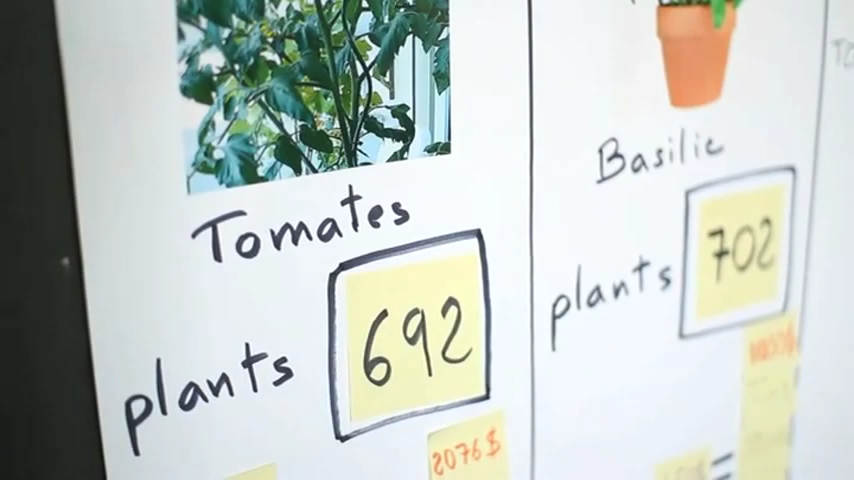 Tomates
plants 692
2076$
Basilic
plants 702
=